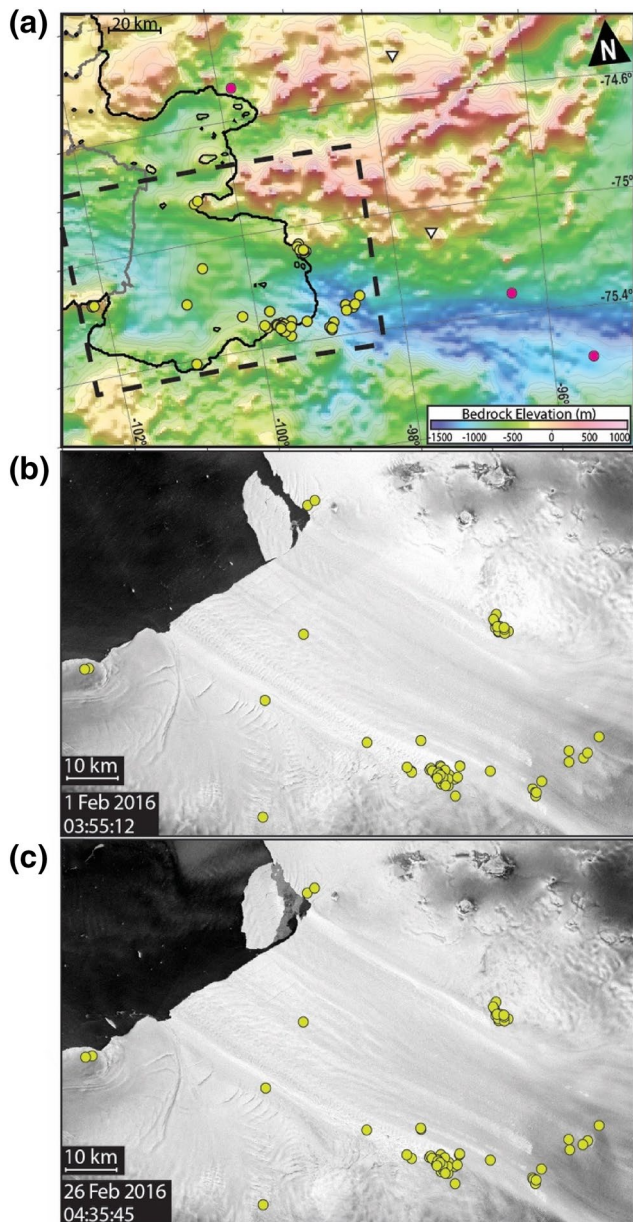 (a)
20 km
N
-74.6°
-75°
-75.4°
-102°
-100°
-98°
-96°
Bedrock Elevation (m)
-1500 -1000 -500 0 500 1000
(b)
10 km
1 Feb 2016
03:55:12
(c)
10 km
26 Feb 2016
04:35:45